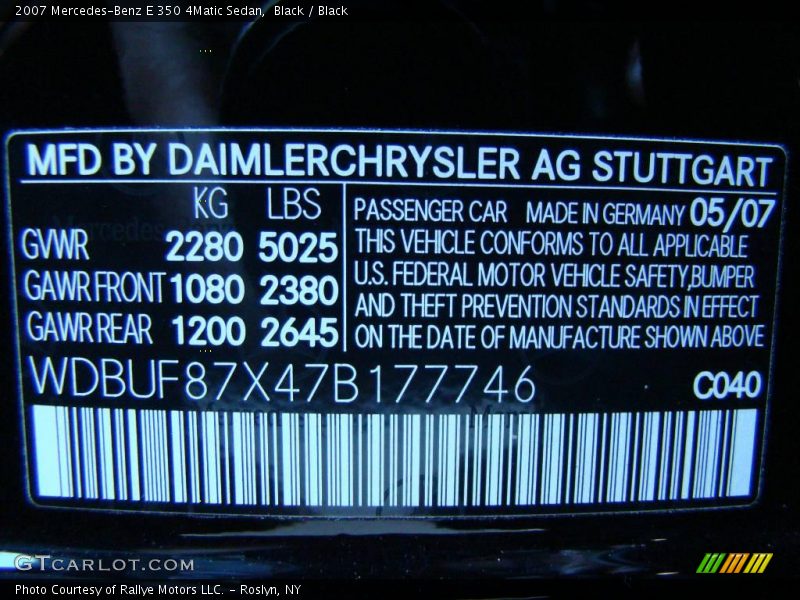 2007 Mercedes-Benz E 350 4Matic Sedan,  Black / Black
MFD BY DAIMLERCHRYSLER AG STUTTGART
KG LBS
GVWR 2280 5025
GAWR FRONT 1080 2380
GAWR REAR 1200 2645
PASSENGER CAR MADE IN GERMANY 05/07
THIS VEHICLE CONFORMS TO ALL APPLICABLE
U.S. FEDERAL MOTOR VEHICLE SAFETY,BUMPER
AND THEFT PREVENTION STANDARDS IN EFFECT
ON THE DATE OF MANUFACTURE SHOWN ABOVE
WDBUF87X47B177746 C040
GTCARLOT.COM
Photo Courtesy of Rallye Motors LLC. - Roslyn, NY